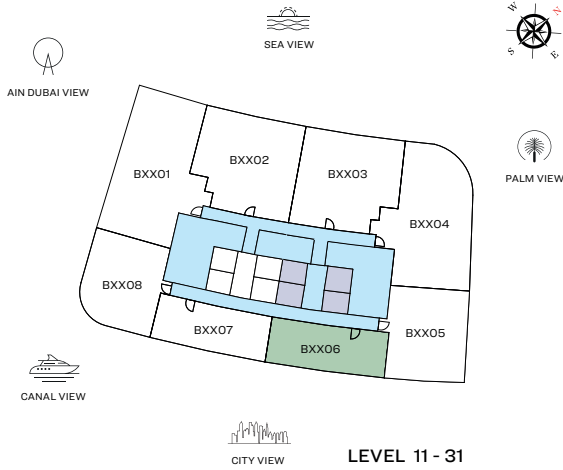 W
N
S
E
SEA VIEW
AIN DUBAI VIEW
PALM VIEW
BXX02
BXX03
BXX01
BXX04
BXX08
BXX07
BXX05
BXX06
CANAL VIEW
CITY VIEW
LEVEL 11 - 31